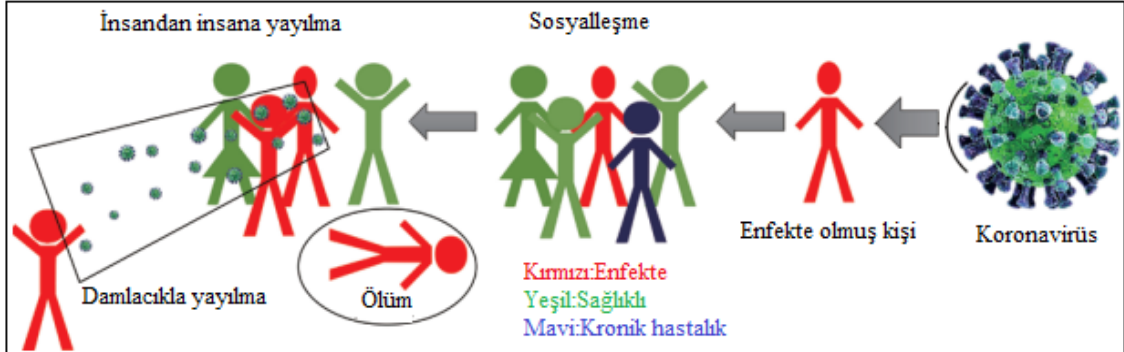 İnsandan insana yayılma
Sosyalleşme
Enfekte olmuş kişi
Koronavirüs
Damlacıkla yayılma
Ölüm
Kırmızı:Enfekte
Yeşil:Sağlıklı
Mavi:Kronik hastalık